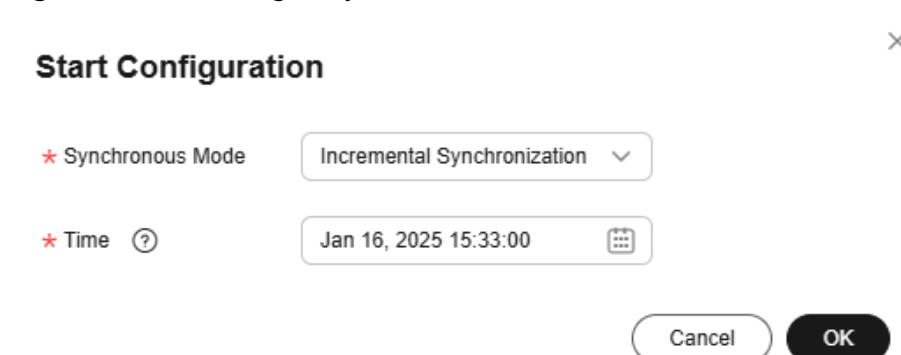 Start Configuration
* Synchronous Mode Incremental Synchronization
* Time ? Jan 16, 2025 15:33:00
Cancel OK